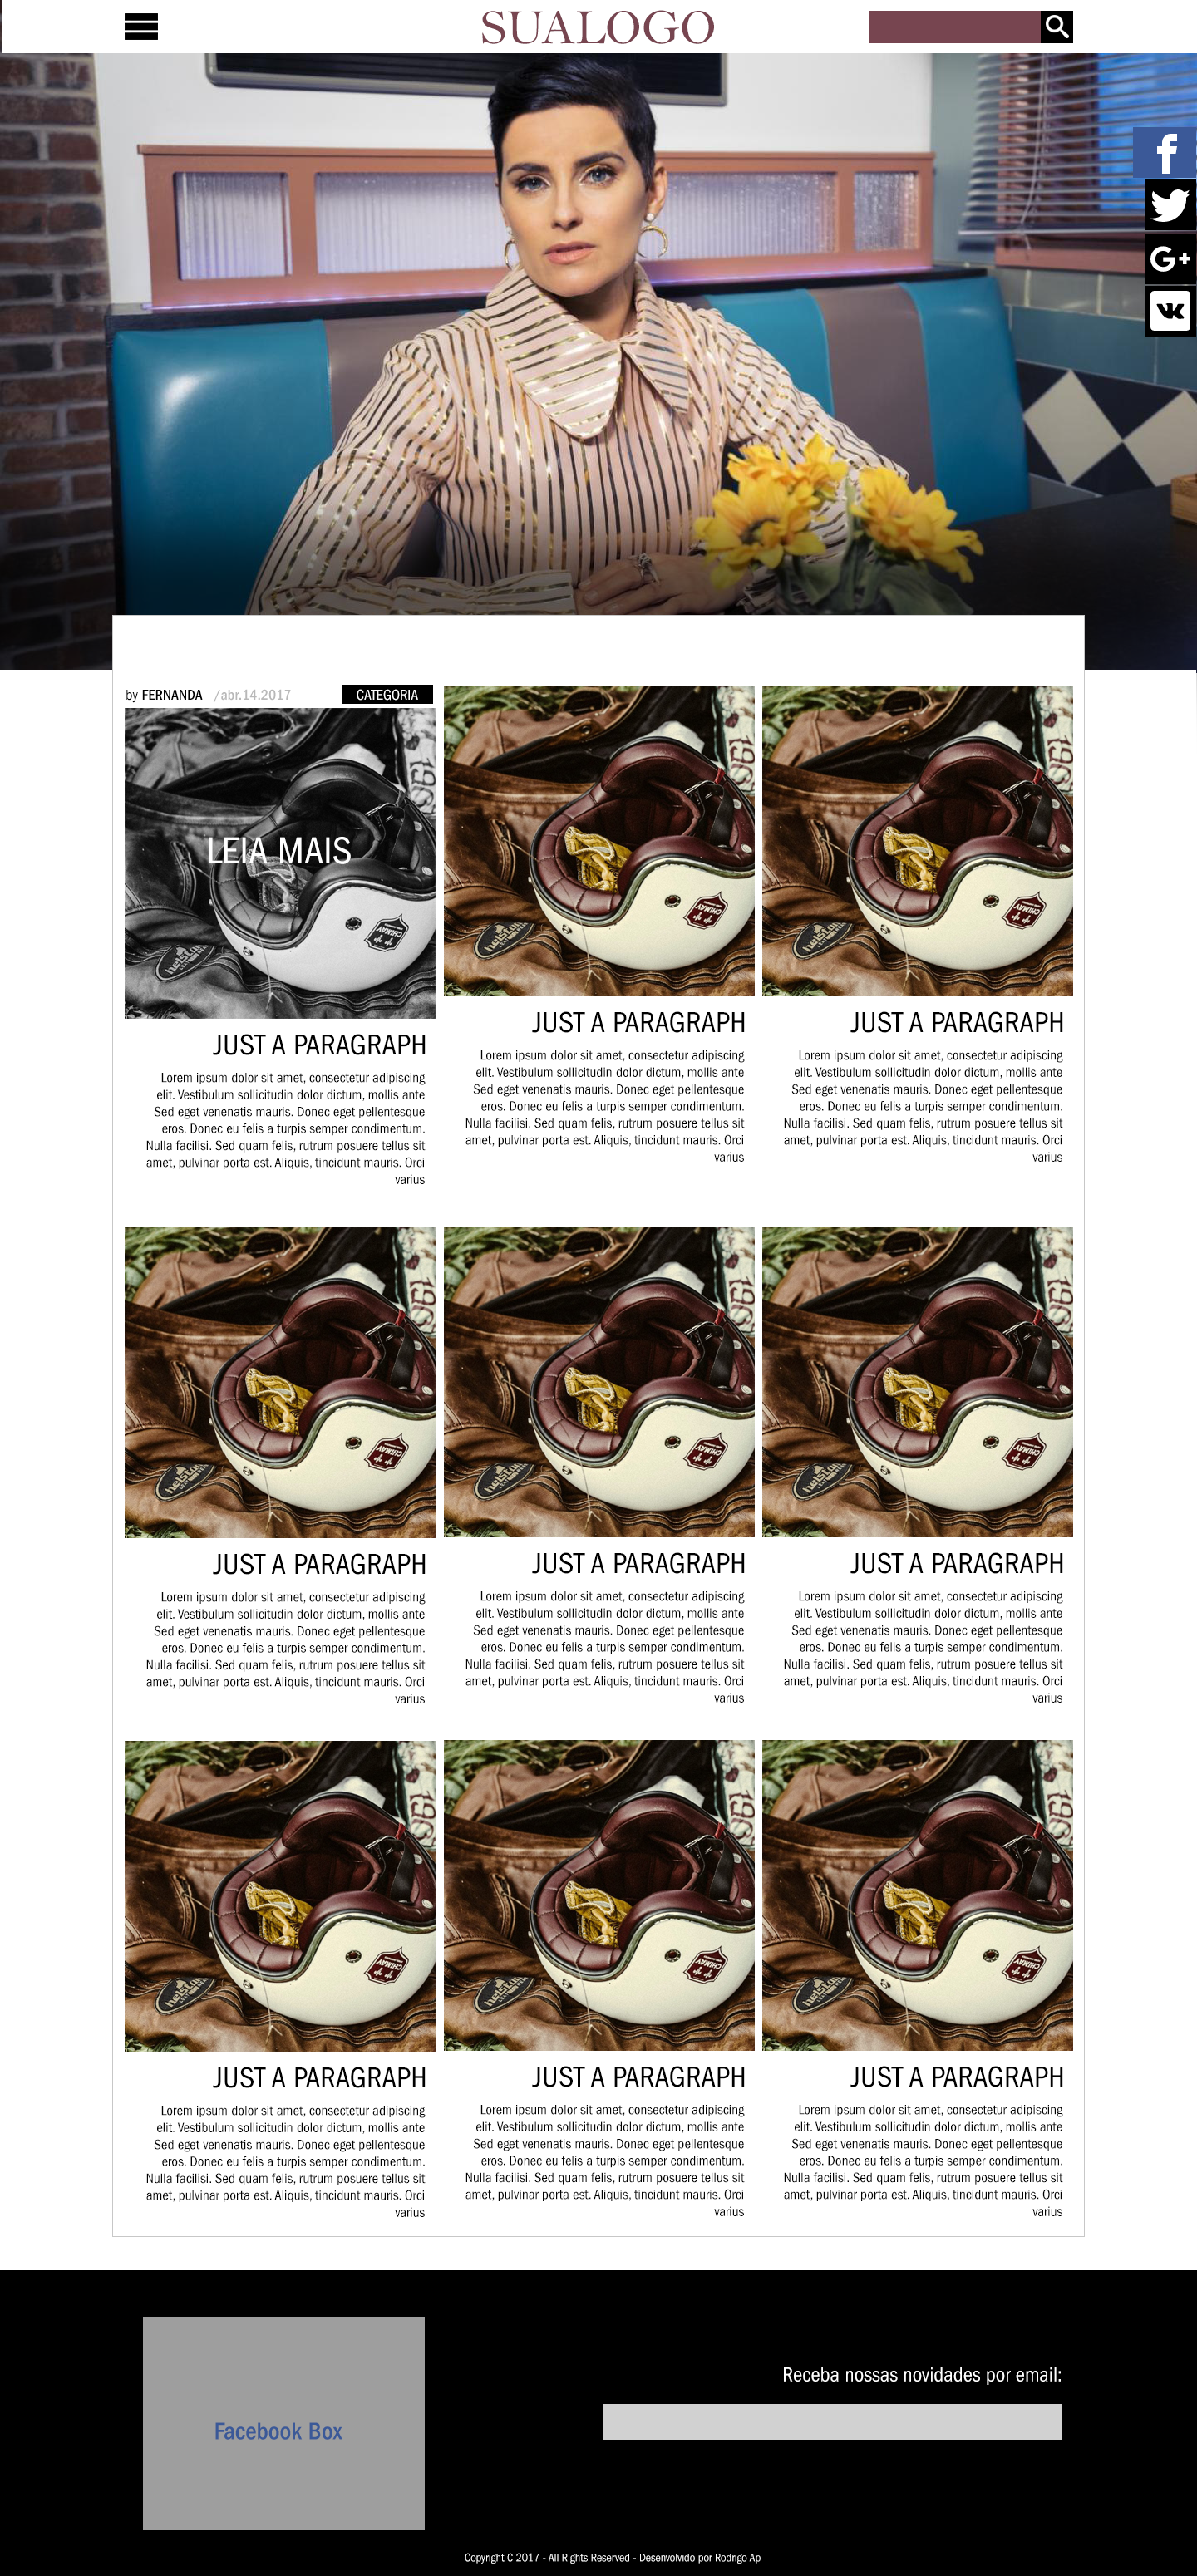 SUALOGO
by FERNANDA /abr.14.2017 CATEGORIA
LEIA MAIS
JUST A PARAGRAPH
Lorem ipsum dolor sit amet, consectetur adipiscing
elit. Vestibulum sollicitudin dolor dictum, mollis ante
Sed eget venenatis mauris. Donec eget pellentesque
eros. Donec eu felis a turpis semper condimentum.
Nulla facilisi. Sed quam felis, rutrum posuere tellus sit
amet, pulvinar porta est. Aliquis, tincidunt mauris. Orci
varius
JUST A PARAGRAPH
Lorem ipsum dolor sit amet, consectetur adipiscing
elit. Vestibulum sollicitudin dolor dictum, mollis ante
Sed eget venenatis mauris. Donec eget pellentesque
eros. Donec eu felis a turpis semper condimentum.
Nulla facilisi. Sed quam felis, rutrum posuere tellus sit
amet, pulvinar porta est. Aliquis, tincidunt mauris. Orci
varius
JUST A PARAGRAPH
Lorem ipsum dolor sit amet, consectetur adipiscing
elit. Vestibulum sollicitudin dolor dictum, mollis ante
Sed eget venenatis mauris. Donec eget pellentesque
eros. Donec eu felis a turpis semper condimentum.
Nulla facilisi. Sed quam felis, rutrum posuere tellus sit
amet, pulvinar porta est. Aliquis, tincidunt mauris. Orci
varius
JUST A PARAGRAPH
Lorem ipsum dolor sit amet, consectetur adipiscing
elit. Vestibulum sollicitudin dolor dictum, mollis ante
Sed eget venenatis mauris. Donec eget pellentesque
eros. Donec eu felis a turpis semper condimentum.
Nulla facilisi. Sed quam felis, rutrum posuere tellus sit
amet, pulvinar porta est. Aliquis, tincidunt mauris. Orci
varius
JUST A PARAGRAPH
Lorem ipsum dolor sit amet, consectetur adipiscing
elit. Vestibulum sollicitudin dolor dictum, mollis ante
Sed eget venenatis mauris. Donec eget pellentesque
eros. Donec eu felis a turpis semper condimentum.
Nulla facilisi. Sed quam felis, rutrum posuere tellus sit
amet, pulvinar porta est. Aliquis, tincidunt mauris. Orci
varius
JUST A PARAGRAPH
Lorem ipsum dolor sit amet, consectetur adipiscing
elit. Vestibulum sollicitudin dolor dictum, mollis ante
Sed eget venenatis mauris. Donec eget pellentesque
eros. Donec eu felis a turpis semper condimentum.
Nulla facilisi. Sed quam felis, rutrum posuere tellus sit
amet, pulvinar porta est. Aliquis, tincidunt mauris. Orci
varius
JUST A PARAGRAPH
Lorem ipsum dolor sit amet, consectetur adipiscing
elit. Vestibulum sollicitudin dolor dictum, mollis ante
Sed eget venenatis mauris. Donec eget pellentesque
eros. Donec eu felis a turpis semper condimentum.
Nulla facilisi. Sed quam felis, rutrum posuere tellus sit
amet, pulvinar porta est. Aliquis, tincidunt mauris. Orci
varius
JUST A PARAGRAPH
Lorem ipsum dolor sit amet, consectetur adipiscing
elit. Vestibulum sollicitudin dolor dictum, mollis ante
Sed eget venenatis mauris. Donec eget pellentesque
eros. Donec eu felis a turpis semper condimentum.
Nulla facilisi. Sed quam felis, rutrum posuere tellus sit
amet, pulvinar porta est. Aliquis, tincidunt mauris. Orci
varius
JUST A PARAGRAPH
Lorem ipsum dolor sit amet, consectetur adipiscing
elit. Vestibulum sollicitudin dolor dictum, mollis ante
Sed eget venenatis mauris. Donec eget pellentesque
eros. Donec eu felis a turpis semper condimentum.
Nulla facilisi. Sed quam felis, rutrum posuere tellus sit
amet, pulvinar porta est. Aliquis, tincidunt mauris. Orci
varius
Receba nossas novidades por email:
Facebook Box
Copyright C 2017 - All Rights Reserved - Desenvolvido por Rodrigo Ap